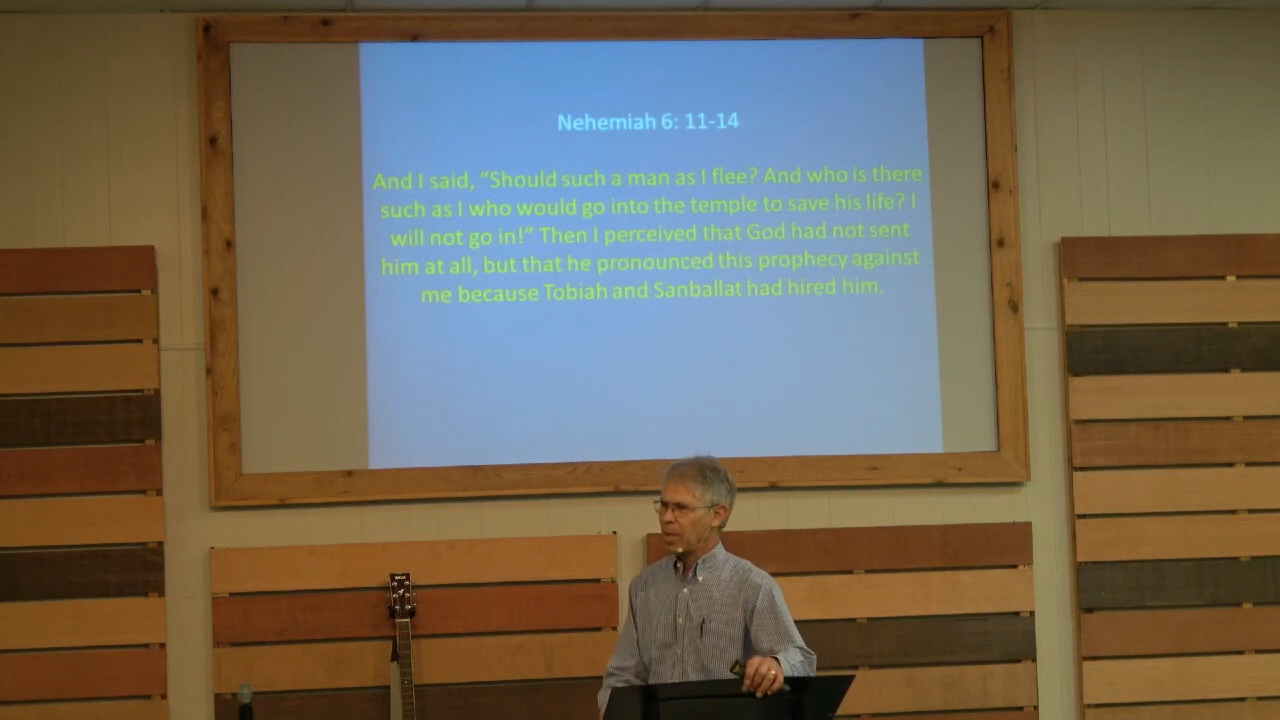 Nehemiah 6: 11-14
And I said, “Should such a man as I flee? And who is there
such as I who would go into the temple to save his life? I
will not go in!” Then I perceived that God had not sent
him at all, but that he pronounced this prophecy against
me because Tobiah and Sanballat had hired him.